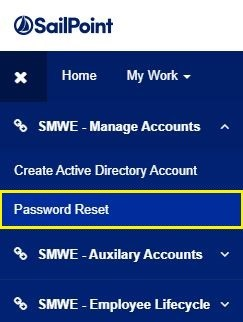 SailPoint
Home My Work
SMWE - Manage Accounts
Create Active Directory Account
Password Reset
SMWE - Auxilary Accounts
SMWE - Employee Lifecycle